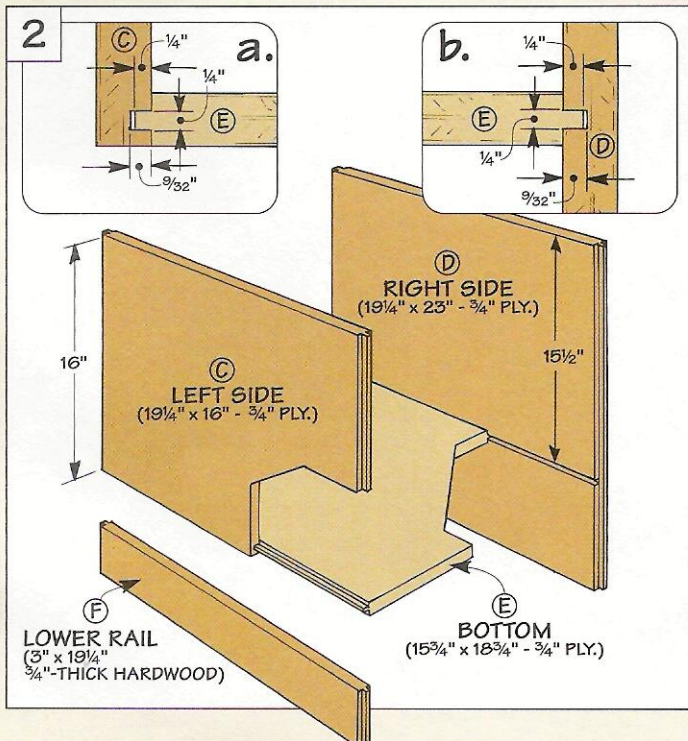 2
a.
C
¼"
¼"
E
9/32"
b.
¼"
E
¼"
D
9/32"
D
RIGHT SIDE
(19¼" x 23" - ¾" PLY.)
16"
15½"
C
LEFT SIDE
(19¼" x 16" - ¾" PLY.)
F
LOWER RAIL
(3" x 19¼"
¾"-THICK HARDWOOD)
E
BOTTOM
(15¾" x 18¾" - ¾" PLY.)